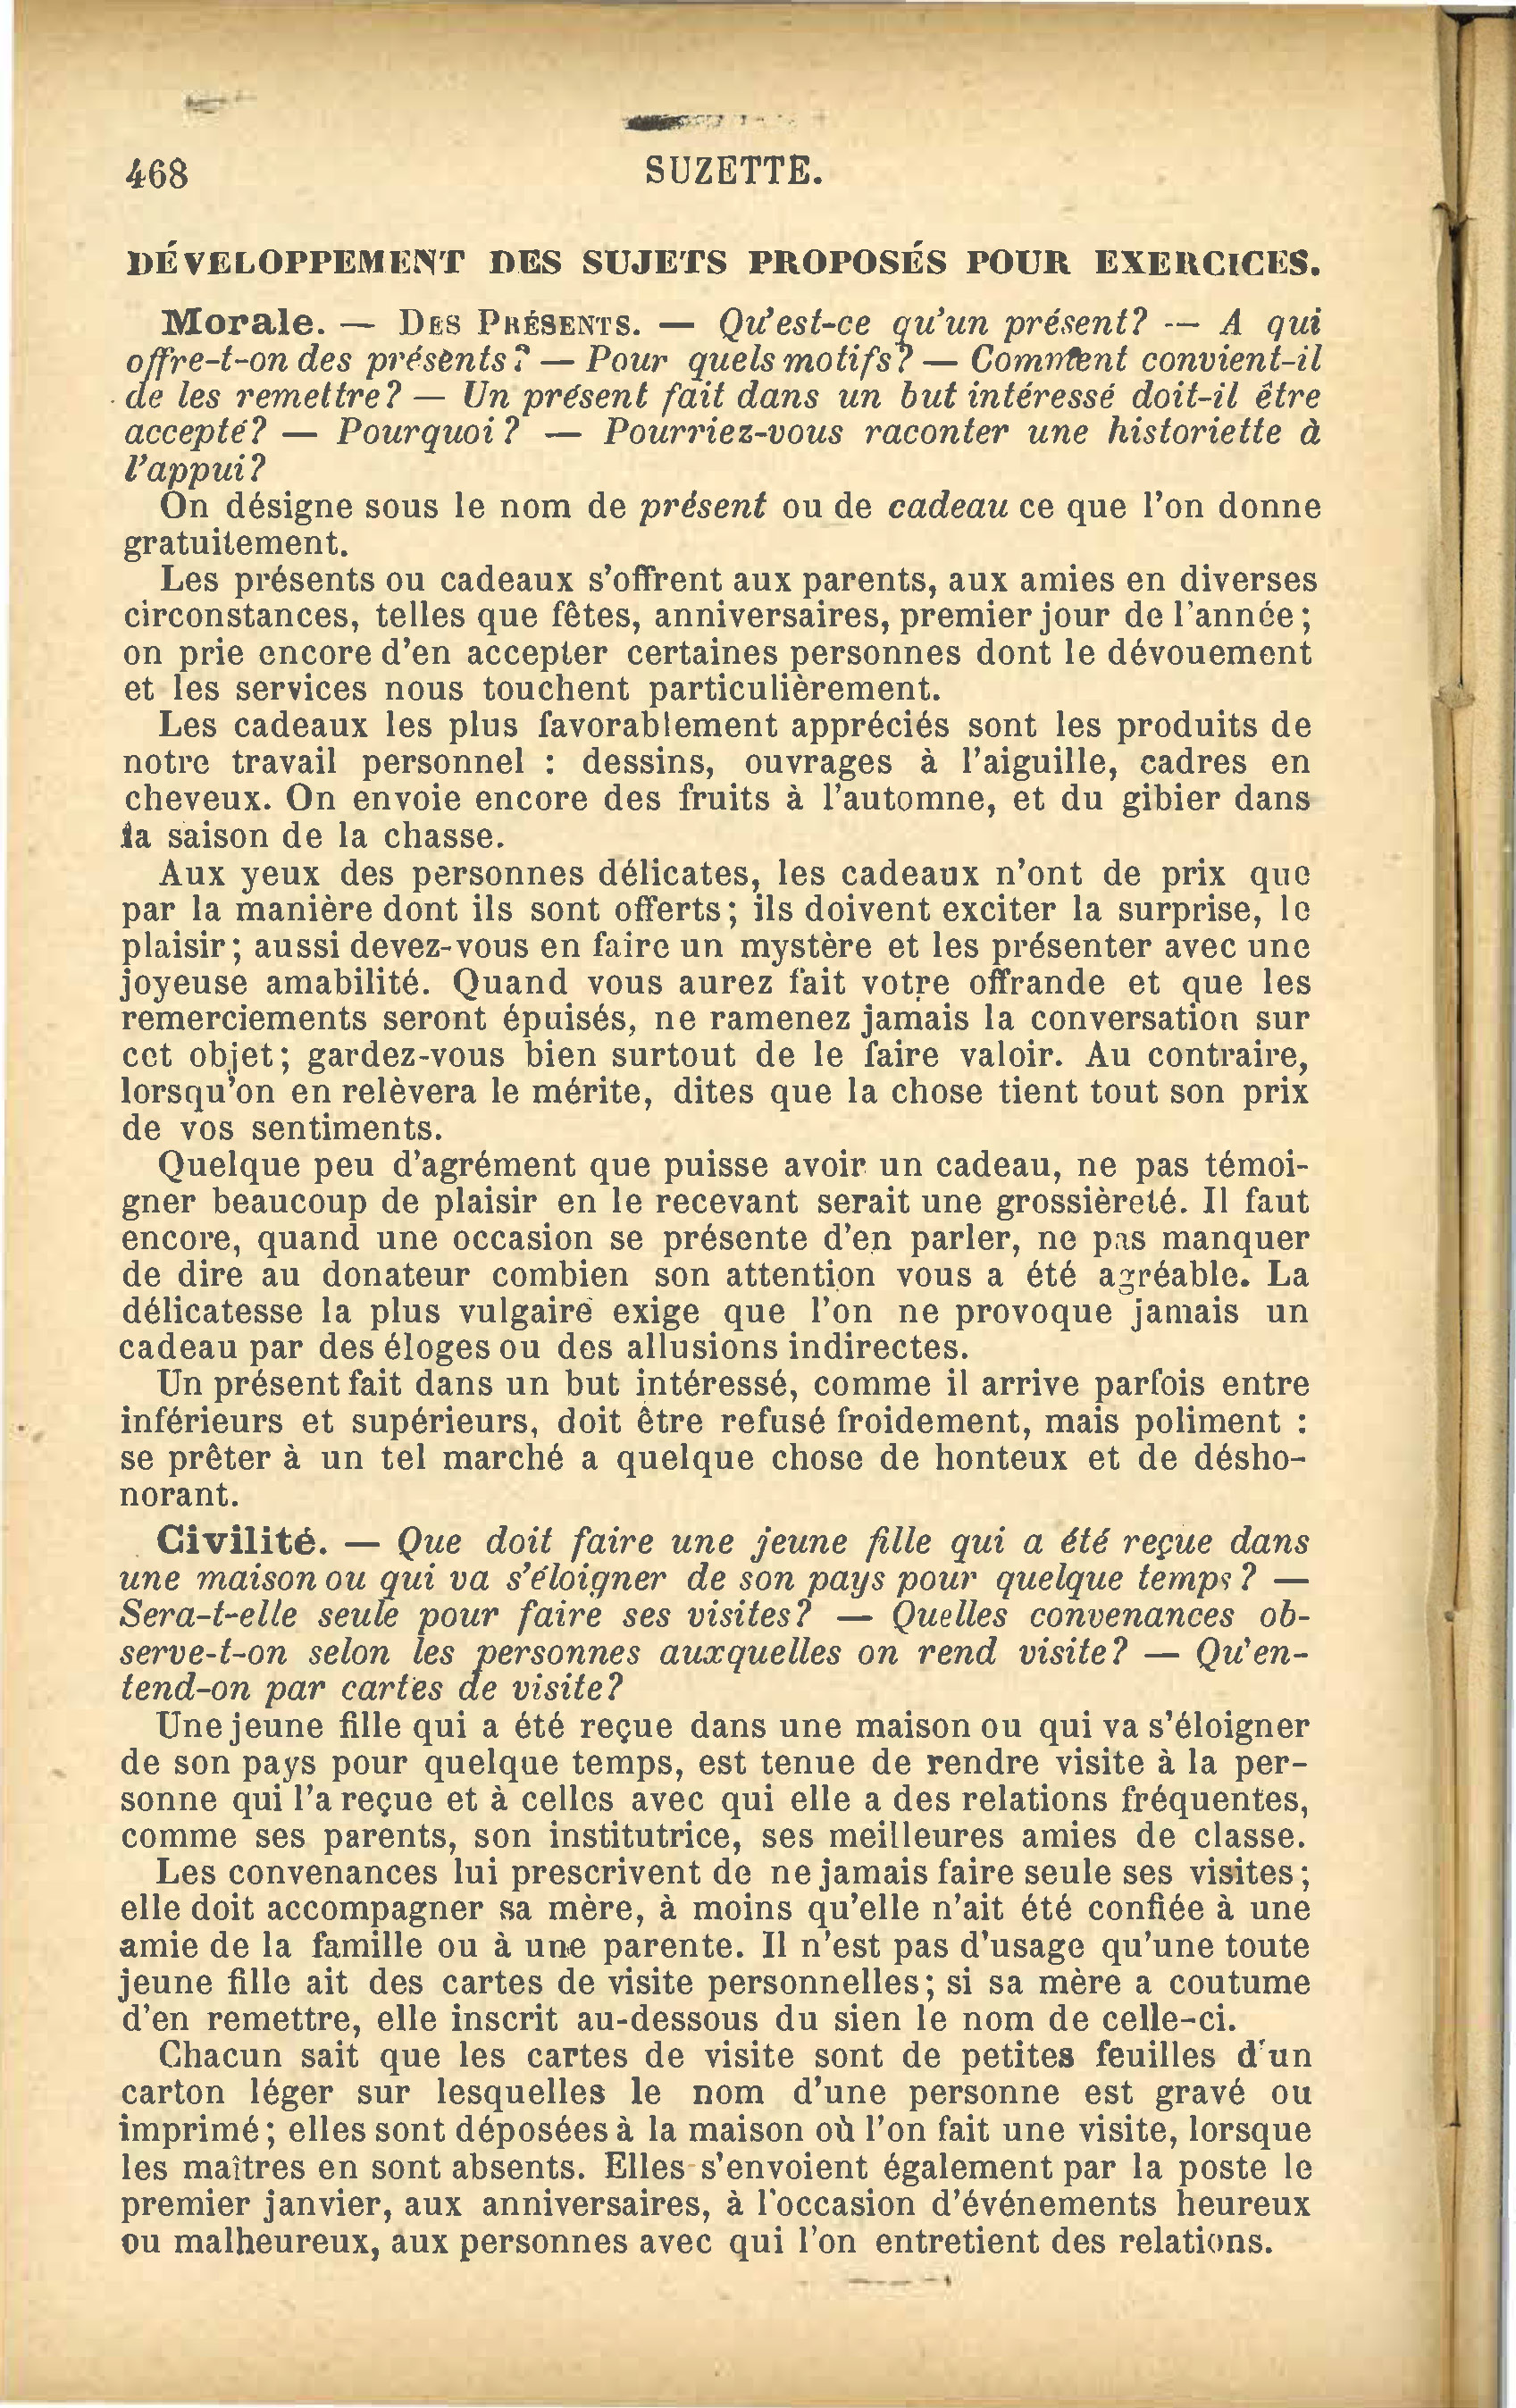 468
SUZETTE.
DÉVELOPPEMENT DES SUJETS PROPOSÉS POUR EXERCICES.
Morale. — DES PRÉSENTS. — Qu'est-ce qu'un présent? — A qui
offre-t-on des présents? — Pour quels motifs? — Comment convient-il
de les remettre? — Un présent fait dans un but intéressé doit-il être
accepté? — Pourquoi? — Pourriez-vous raconter une historiette à
l'appui?
On désigne sous le nom de présent ou de cadeau ce que l'on donne
gratuitement.
Les présents ou cadeaux s'offrent aux parents, aux amies en diverses
circonstances, telles que fêtes, anniversaires, premier jour de l'année;
on prie encore d'en accepter certaines personnes dont le dévouement
et les services nous touchent particulièrement.
Les cadeaux les plus favorablement appréciés sont les produits de
notre travail personnel : dessins, ouvrages à l'aiguille, cadres en
cheveux. On envoie encore des fruits à l'automne, et du gibier dans
la saison de la chasse.
Aux yeux des personnes délicates, les cadeaux n'ont de prix que
par la manière dont ils sont offerts; ils doivent exciter la surprise, le
plaisir; aussi devez-vous en faire un mystère et les présenter avec une
joyeuse amabilité. Quand vous aurez fait votre offrande et que les
remerciements seront épuisés, ne ramenez jamais la conversation sur
cet objet; gardez-vous bien surtout de le faire valoir. Au contraire,
lorsqu'on en relèvera le mérite, dites que la chose tient tout son prix
de vos sentiments.
Quelque peu d'agrément que puisse avoir un cadeau, ne pas témoi-
gner beaucoup de plaisir en le recevant serait une grossièreté. Il faut
encore, quand une occasion se présente d'en parler, ne pas manquer
de dire au donateur combien son attention vous a été agréable. La
délicatesse la plus vulgaire exige que l'on ne provoque jamais un
cadeau par des éloges ou des allusions indirectes.
Un présent fait dans un but intéressé, comme il arrive parfois entre
inférieurs et supérieurs, doit être refusé froidement, mais poliment :
se prêter à un tel marché a quelque chose de honteux et de désho-
norant.
Civilité. — Que doit faire une jeune fille qui a été reçue dans
une maison ou qui va s'éloigner de son pays pour quelque temps? —
Sera-t-elle seule pour faire ses visites? — Quelles convenances ob-
serve-t-on selon les personnes auxquelles on rend visite? — Qu'en-
tend-on par cartes de visite?
Une jeune fille qui a été reçue dans une maison ou qui va s'éloigner
de son pays pour quelque temps, est tenue de rendre visite à la per-
sonne qui l'a reçue et à celles avec qui elle a des relations fréquentes,
comme ses parents, son institutrice, ses meilleures amies de classe.
Les convenances lui prescrivent de ne jamais faire seule ses visites;
elle doit accompagner sa mère, à moins qu'elle n'ait été confiée à une
amie de la famille ou à une parente. Il n'est pas d'usage qu'une toute
jeune fille ait des cartes de visite personnelles; si sa mère a coutume
d'en remettre, elle inscrit au-dessous du sien le nom de celle-ci.
Chacun sait que les cartes de visite sont de petites feuilles d'un
carton léger sur lesquelles le nom d'une personne est gravé ou
imprimé; elles sont déposées à la maison où l'on fait une visite, lorsque
les maîtres en sont absents. Elles s'envoient également par la poste le
premier janvier, aux anniversaires, à l'occasion d'événements heureux
ou malheureux, aux personnes avec qui l'on entretient des relations.